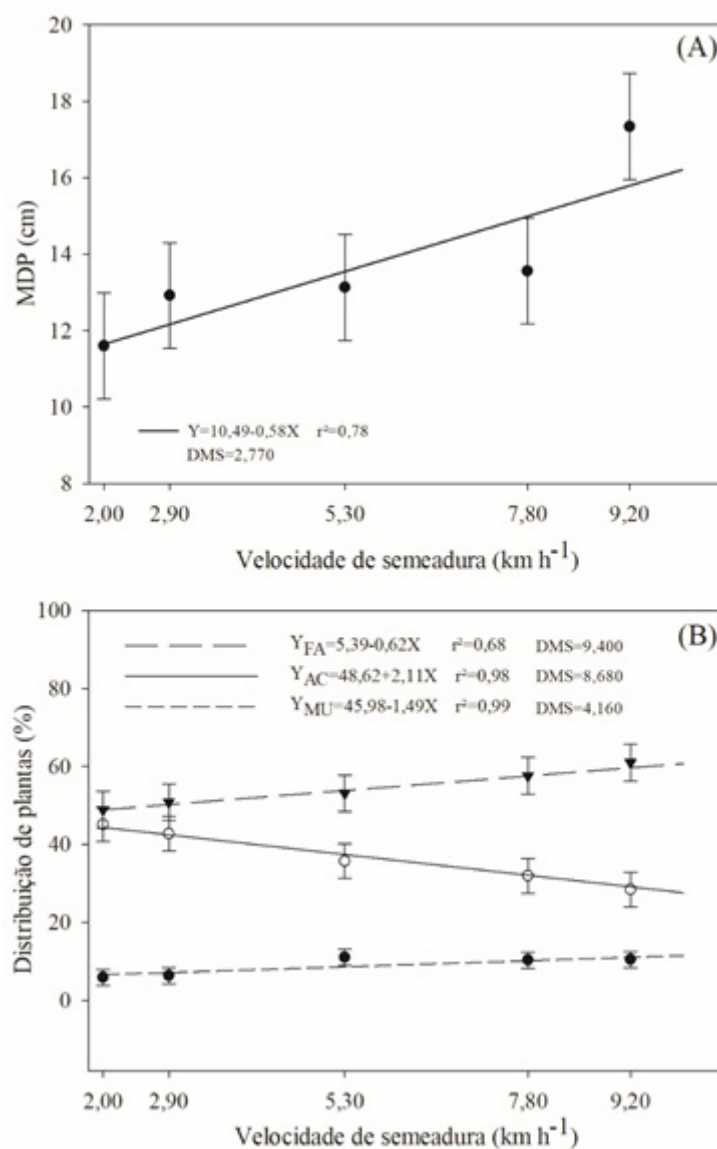 20
(A)
18
16
14
12
10
8
MDP (cm)
Y=10,49-0,58X r²=0,78
DMS=2,770
2,00 2,90 5,30 7,80 9,20
Velocidade de semeadura (km h-1)
100
(B)
80
60
40
20
0
Distribuição de plantas (%)
YFA=5,39-0,62X r²=0,68 DMS=9,400
YAC=48,62+2,11X r²=0,98 DMS=8,680
YMU=45,98-1,49X r²=0,99 DMS=4,160
2,00 2,90 5,30 7,80 9,20
Velocidade de semeadura (km h-1)